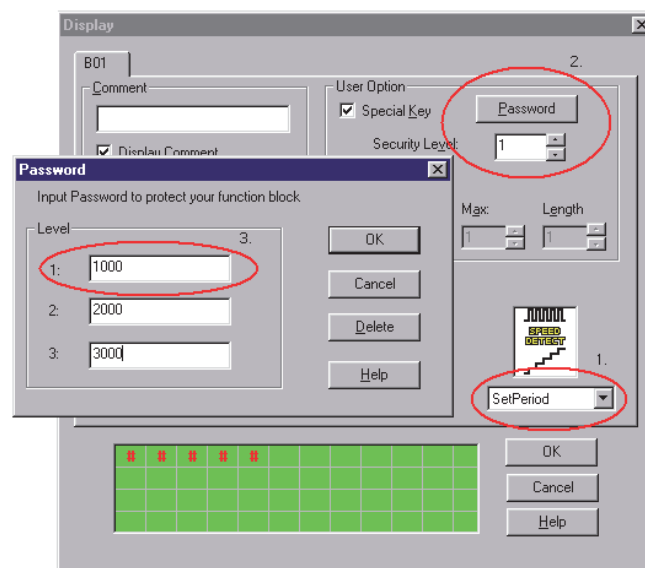 Display
B01
2.
Comment
User Option
Special Key
Password
Display Comment
Security Level:
1
Password
Input Password to protect your function block
Level
3.
1:
1000
2:
2000
3:
3000
OK
Cancel
Delete
Help
Max:
Length
1
1
SPEED
DETECT
1.
SetPeriod
# # # # #
OK
Cancel
Help